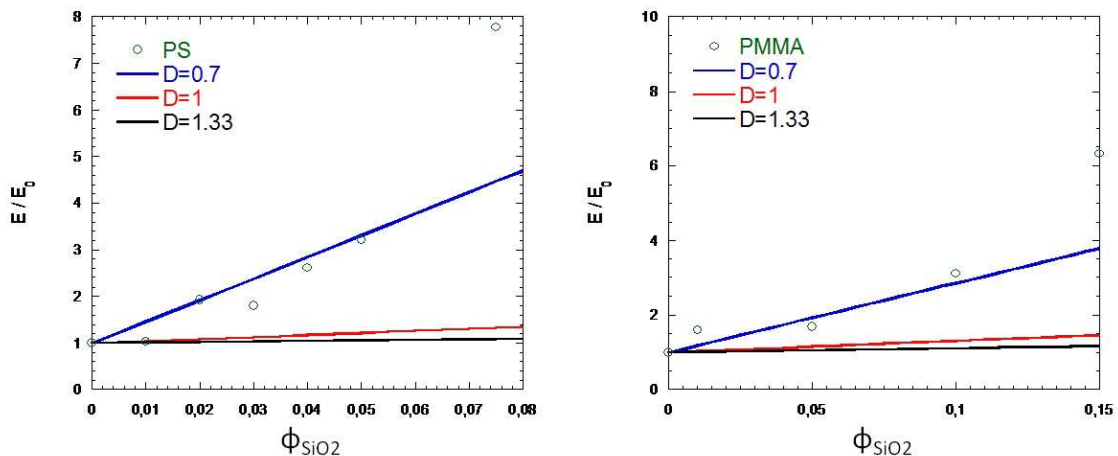 8
7
6
5
4
3
2
1
0
E / E₀
PS
D=0.7
D=1
D=1.33
0 0,01 0,02 0,03 0,04 0,05 0,06 0,07 0,08
ϕSiO2
10
8
6
4
2
0
E / E₀
PMMA
D=0.7
D=1
D=1.33
0 0,05 0,1 0,15
ϕSiO2